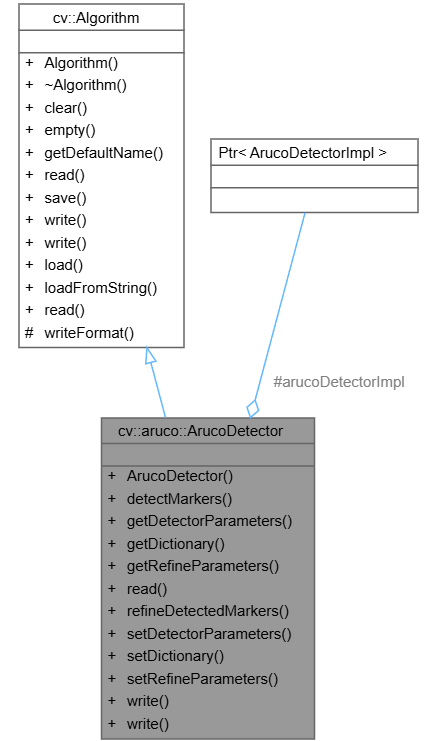 cv::Algorithm
+ Algorithm()
+ ~Algorithm()
+ clear()
+ empty()
+ getDefaultName()
+ read()
+ save()
+ write()
+ write()
+ load()
+ loadFromString()
+ read()
# writeFormat()
Ptr< ArucoDetectorImpl >
#arucoDetectorImpl
cv::aruco::ArucoDetector
+ ArucoDetector()
+ detectMarkers()
+ getDetectorParameters()
+ getDictionary()
+ getRefineParameters()
+ read()
+ refineDetectedMarkers()
+ setDetectorParameters()
+ setDictionary()
+ setRefineParameters()
+ write()
+ write()